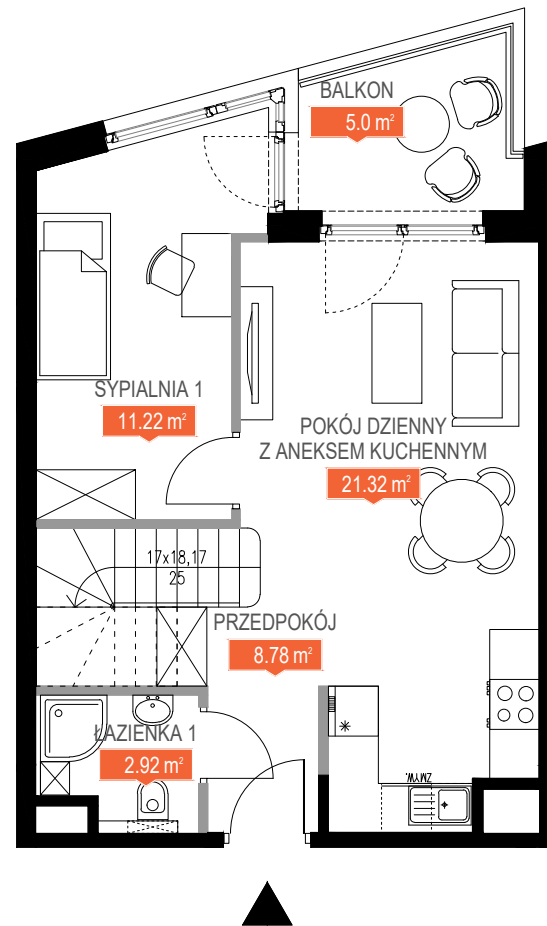 BALKON
5.0 m²
SYPIALNIA 1
11.22 m²
POKÓJ DZIENNY
Z ANEKSEM KUCHENNYM
21.32 m²
17x18,17
25
PRZEDPOKÓJ
8.78 m²
ŁAZIENKA 1
2.92 m²
ZMYW.